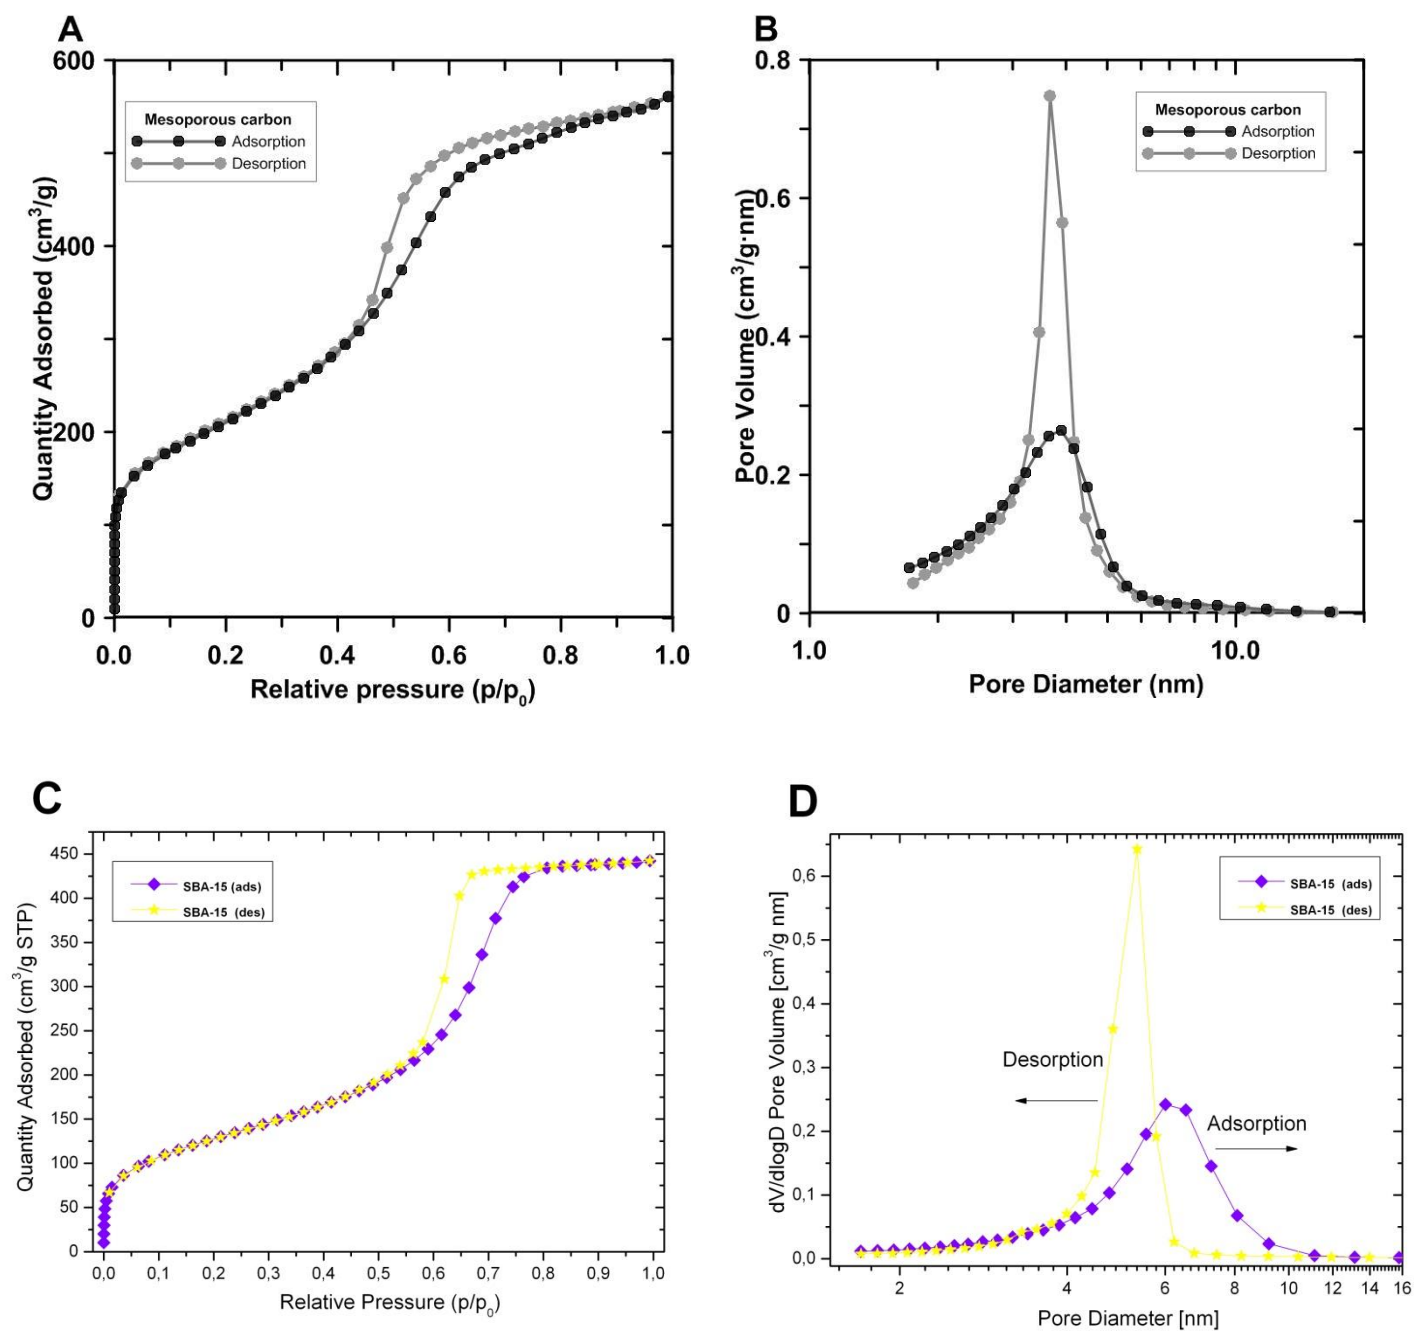 A
600
400
200
0
Quantity Adsorbed (cm³/g)
Mesoporous carbon
Adsorption
Desorption
0.0 0.2 0.4 0.6 0.8 1.0
Relative pressure (p/p₀)
B
0.8
0.6
0.4
0.2
0
Pore Volume (cm³/g·nm)
Mesoporous carbon
Adsorption
Desorption
1.0 10.0
Pore Diameter (nm)
C
450
400
350
300
250
200
150
100
50
0
Quantity Adsorbed (cm³/g STP)
SBA-15 (ads)
SBA-15 (des)
0,0 0,1 0,2 0,3 0,4 0,5 0,6 0,7 0,8 0,9 1,0
Relative Pressure (p/p₀)
D
0,6
0,5
0,4
0,3
0,2
0,1
0,0
dV/dlogD Pore Volume [cm³/g nm]
SBA-15 (ads)
SBA-15 (des)
Desorption
Adsorption
2 4 6 8 10 12 14 16
Pore Diameter [nm]